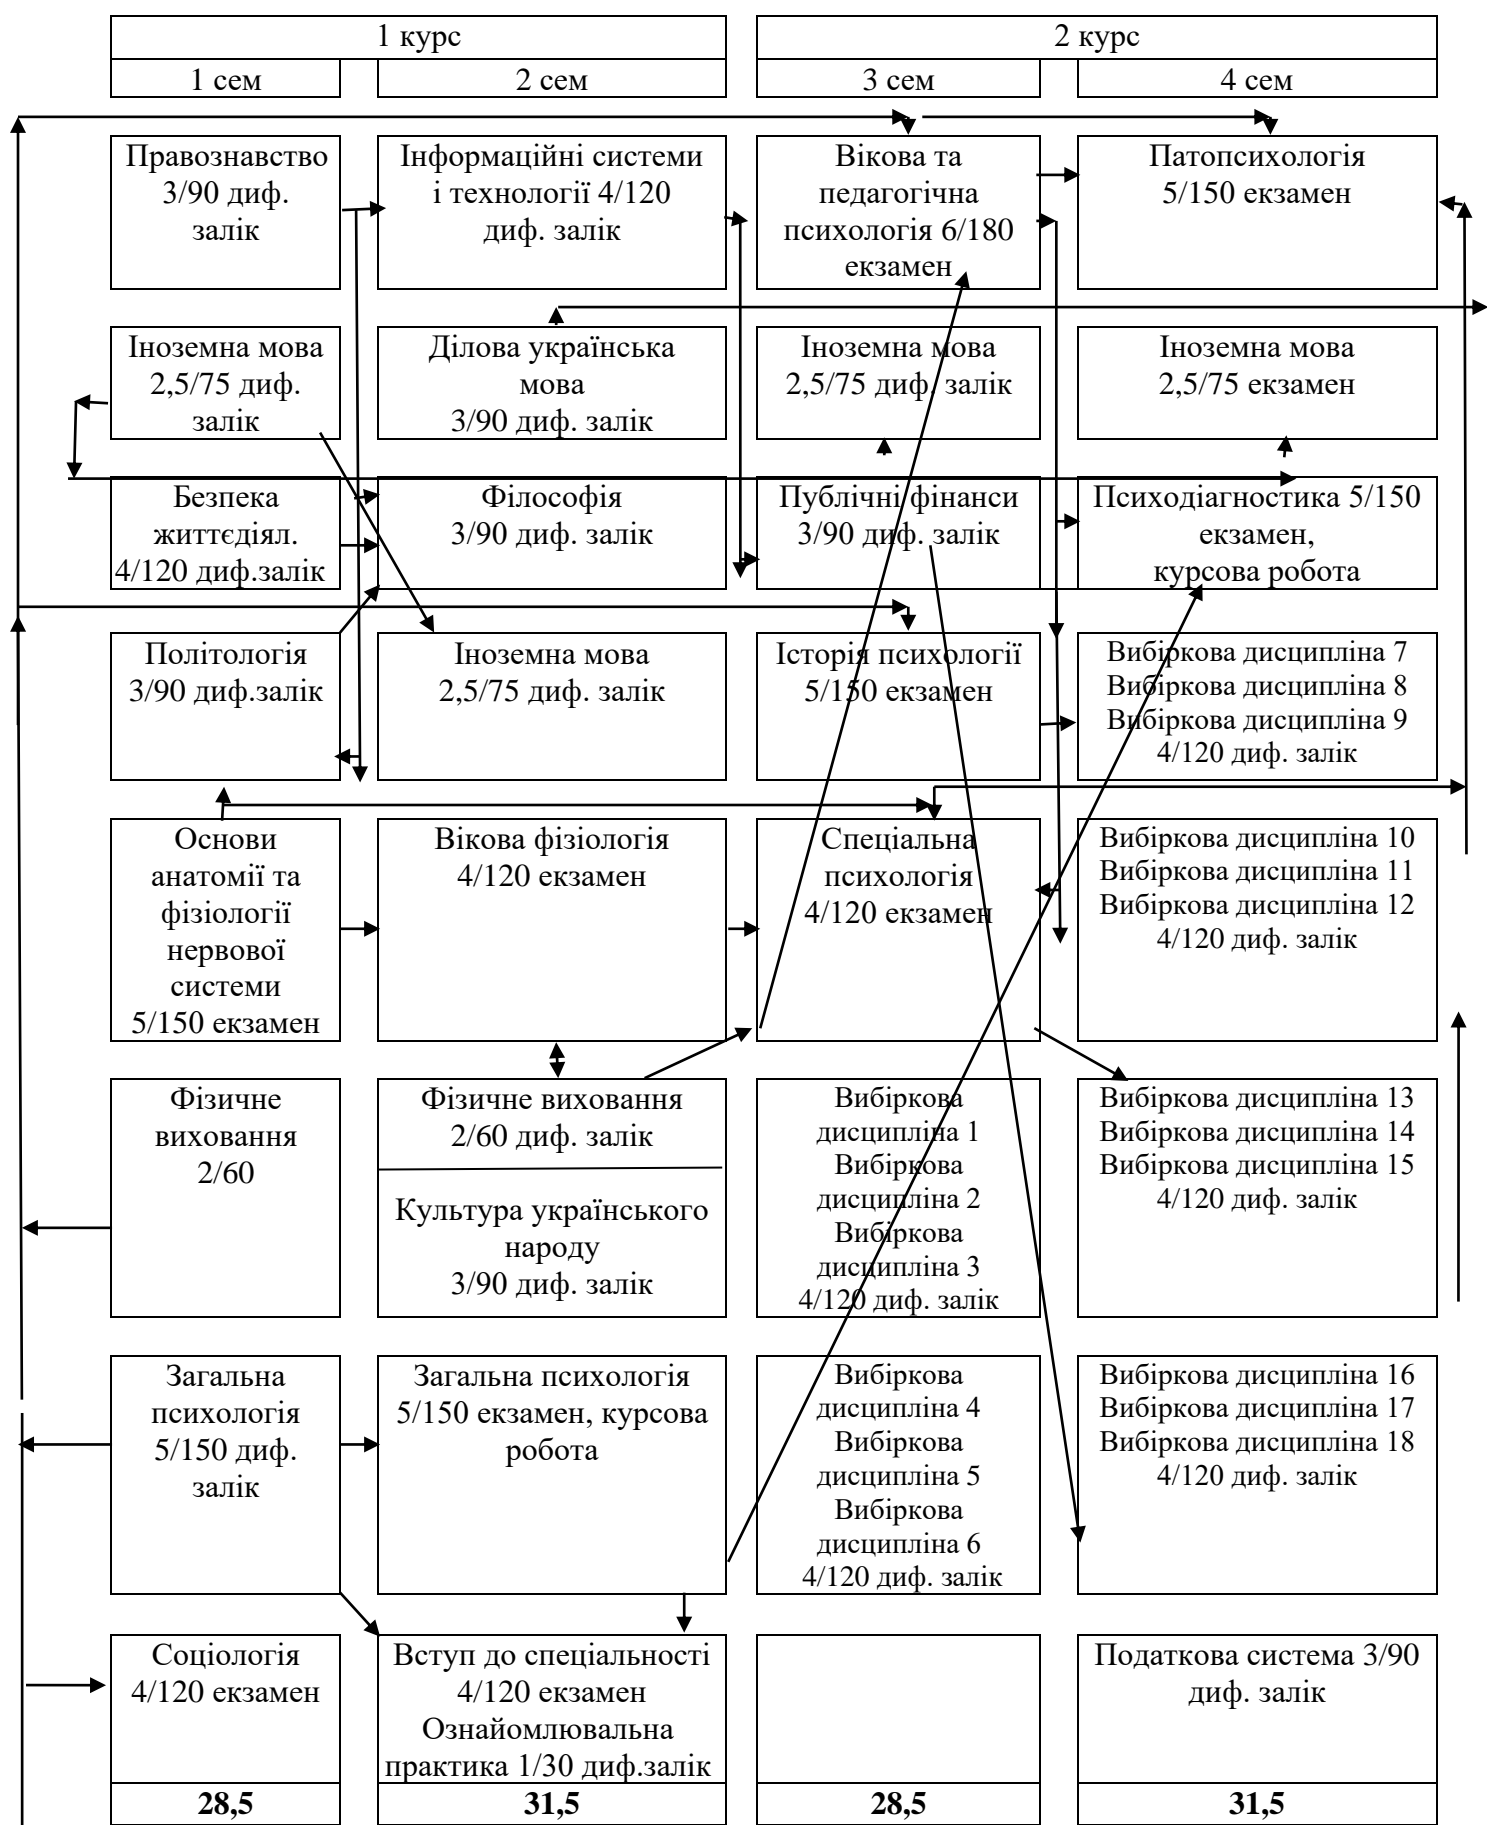 1 курс
2 курс
1 сем
2 сем
3 сем
4 сем
Правознавство
3/90 диф.
залік
Інформаційні системи
і технології 4/120
диф. залік
Вікова та
педагогічна
психологія 6/180
екзамен
Патопсихологія
5/150 екзамен
Іноземна мова
2,5/75 диф.
залік
Ділова українська
мова
3/90 диф. залік
Іноземна мова
2,5/75 диф. залік
Іноземна мова
2,5/75 екзамен
Безпека
життєдіял.
4/120 диф.залік
Філософія
3/90 диф. залік
Публічні фінанси
3/90 диф. залік
Психодіагностика 5/150
екзамен,
курсова робота
Політологія
3/90 диф.залік
Іноземна мова
2,5/75 диф. залік
Історія психології
5/150 екзамен
Вибіркова дисципліна 7
Вибіркова дисципліна 8
Вибіркова дисципліна 9
4/120 диф. залік
Основи
анатомії та
фізіології
нервової
системи
5/150 екзамен
Вікова фізіологія
4/120 екзамен
Спеціальна
психологія
4/120 екзамен
Вибіркова дисципліна 10
Вибіркова дисципліна 11
Вибіркова дисципліна 12
4/120 диф. залік
Фізичне
виховання
2/60
Фізичне виховання
2/60 диф. залік
Культура українського
народу
3/90 диф. залік
Вибіркова
дисципліна 1
Вибіркова
дисципліна 2
Вибіркова
дисципліна 3
4/120 диф. залік
Вибіркова дисципліна 13
Вибіркова дисципліна 14
Вибіркова дисципліна 15
4/120 диф. залік
Загальна
психологія
5/150 диф.
залік
Загальна психологія
5/150 екзамен, курсова
робота
Вибіркова
дисципліна 4
Вибіркова
дисципліна 5
Вибіркова
дисципліна 6
4/120 диф. залік
Вибіркова дисципліна 16
Вибіркова дисципліна 17
Вибіркова дисципліна 18
4/120 диф. залік
Соціологія
4/120 екзамен
Вступ до спеціальності
4/120 екзамен
Ознайомлювальна
практика 1/30 диф.залік
Податкова система 3/90
диф. залік
28,5
31,5
28,5
31,5